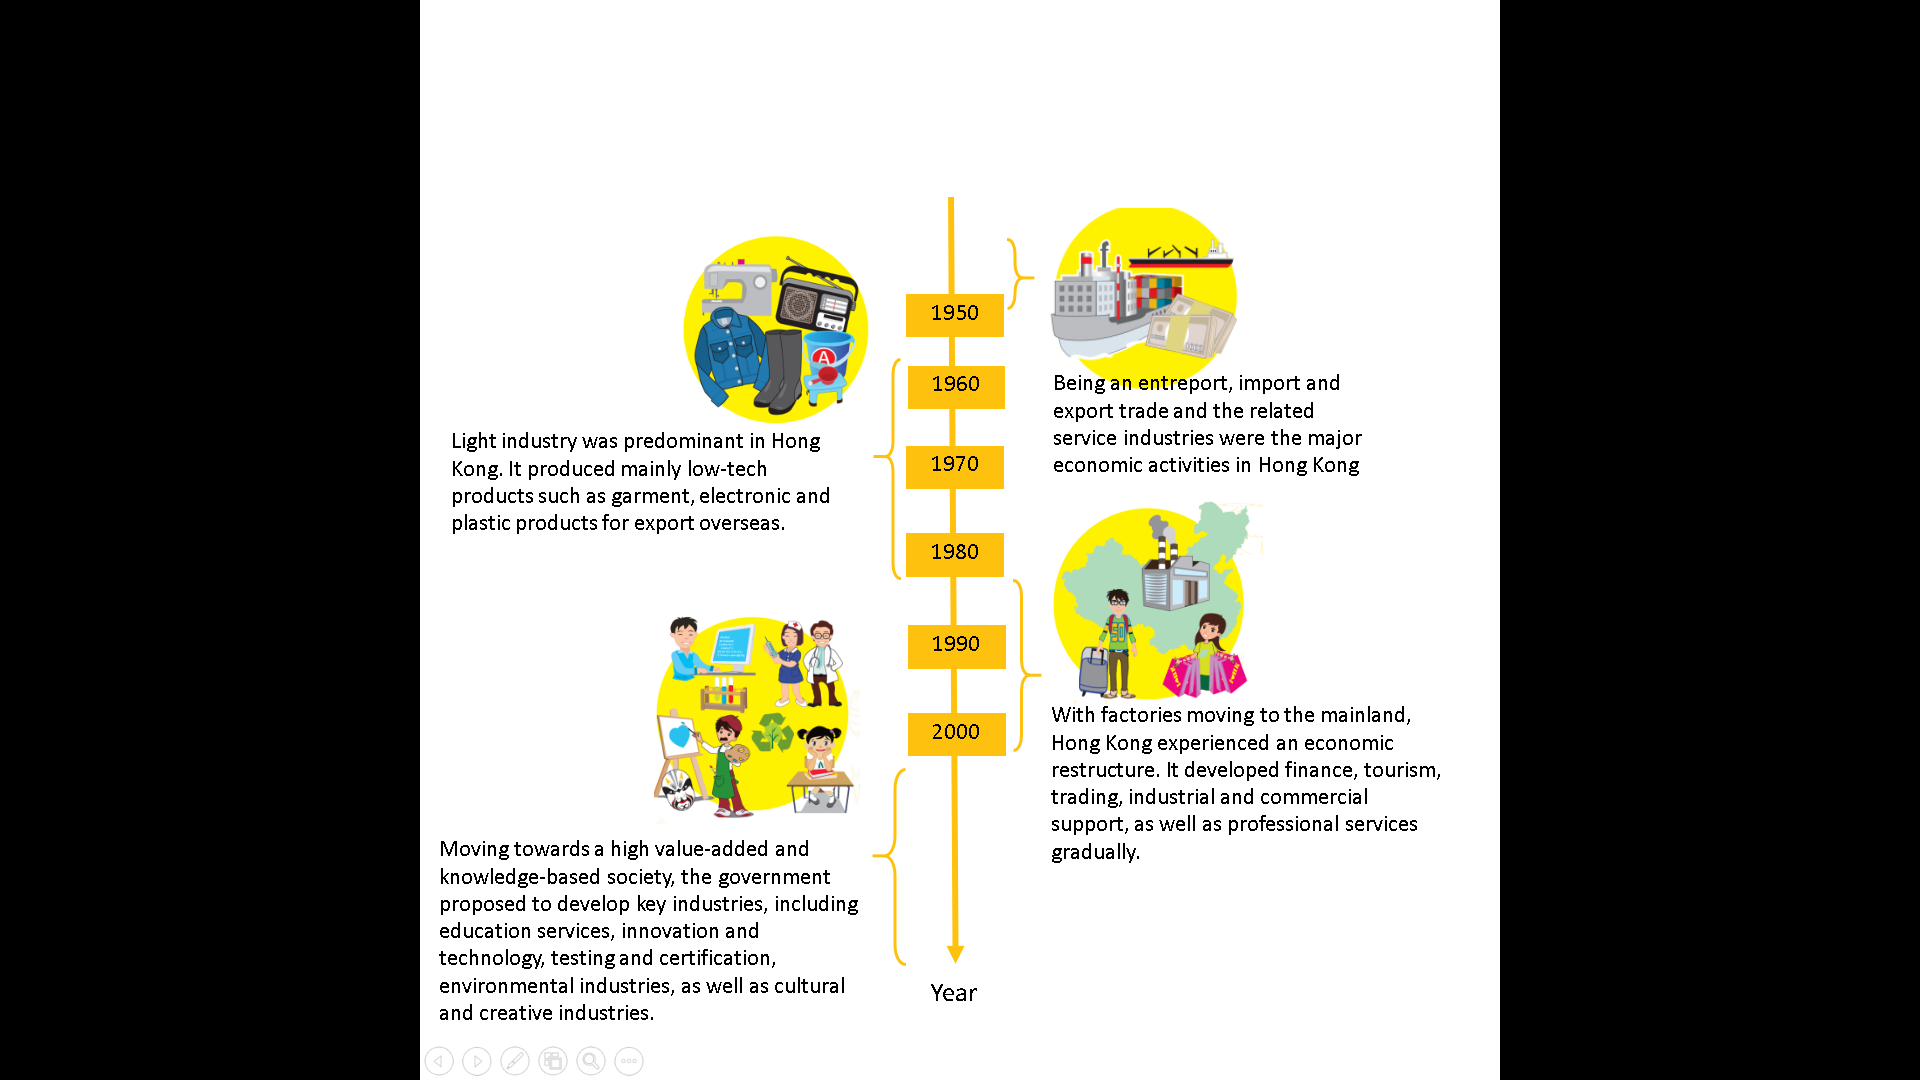 1950
1960
1970
1980
1990
2000
Year
Being an entreport, import and
export trade and the related
service industries were the major
economic activities in Hong Kong
A
Light industry was predominant in Hong
Kong. It produced mainly low-tech
products such as garment, electronic and
plastic products for export overseas.
With factories moving to the mainland,
Hong Kong experienced an economic
restructure. It developed finance, tourism,
trading, industrial and commercial
support, as well as professional services
gradually.
Moving towards a high value-added and
knowledge-based society, the government
proposed to develop key industries, including
education services, innovation and
technology, testing and certification,
environmental industries, as well as cultural
and creative industries.